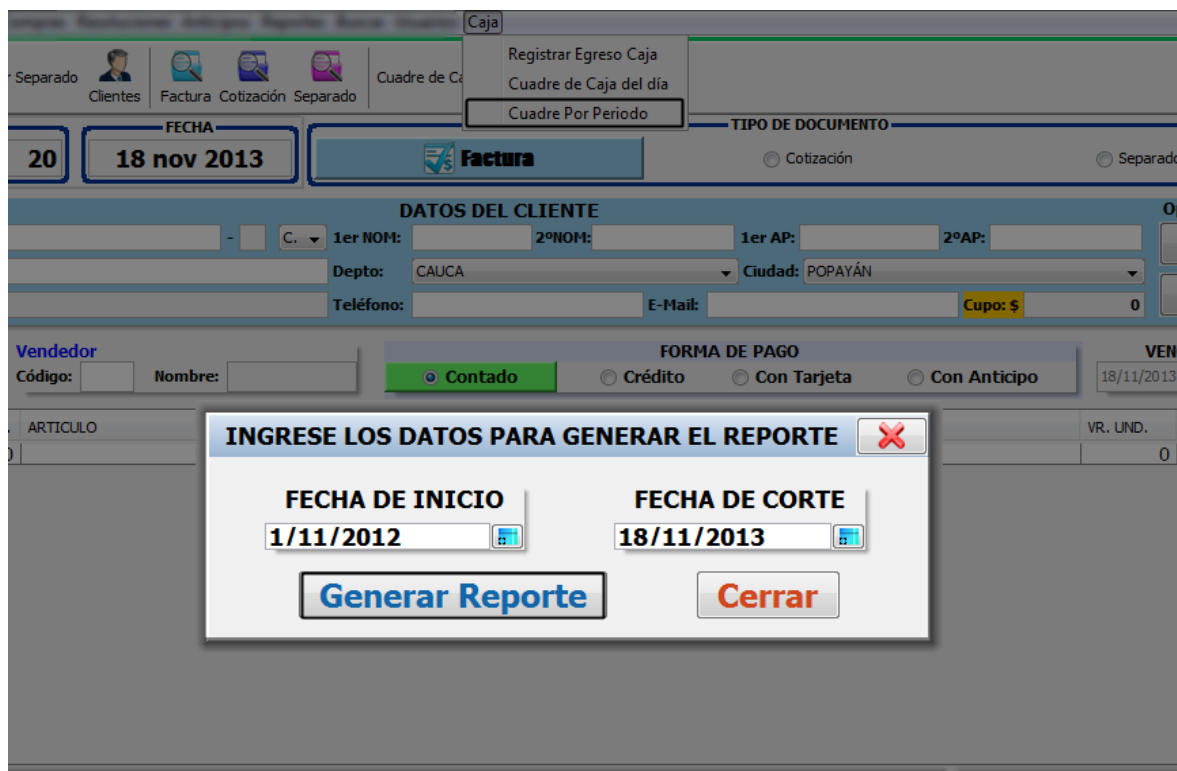 Caja
Registrar Egreso Caja
Cuadre de Caja del día
Cuadre Por Periodo
Separado
Clientes
Factura
Cotización
Separado
Cuadre de Ca
FECHA
20
18 nov 2013
TIPO DE DOCUMENTO
Factura
Cotización
Separado
DATOS DEL CLIENTE
- C. 1er NOM: 2ºNOM: 1er AP: 2ºAP:
Depto: CAUCA Ciudad: POPAYÁN
Teléfono: E-Mail: Cupo: $ 0
Vendedor
Código: Nombre:
FORMA DE PAGO
Contado Crédito Con Tarjeta Con Anticipo
VEN
18/11/2013
ARTICULO VR. UND.
0
INGRESE LOS DATOS PARA GENERAR EL REPORTE
FECHA DE INICIO FECHA DE CORTE
1/11/2012 18/11/2013
Generar Reporte Cerrar